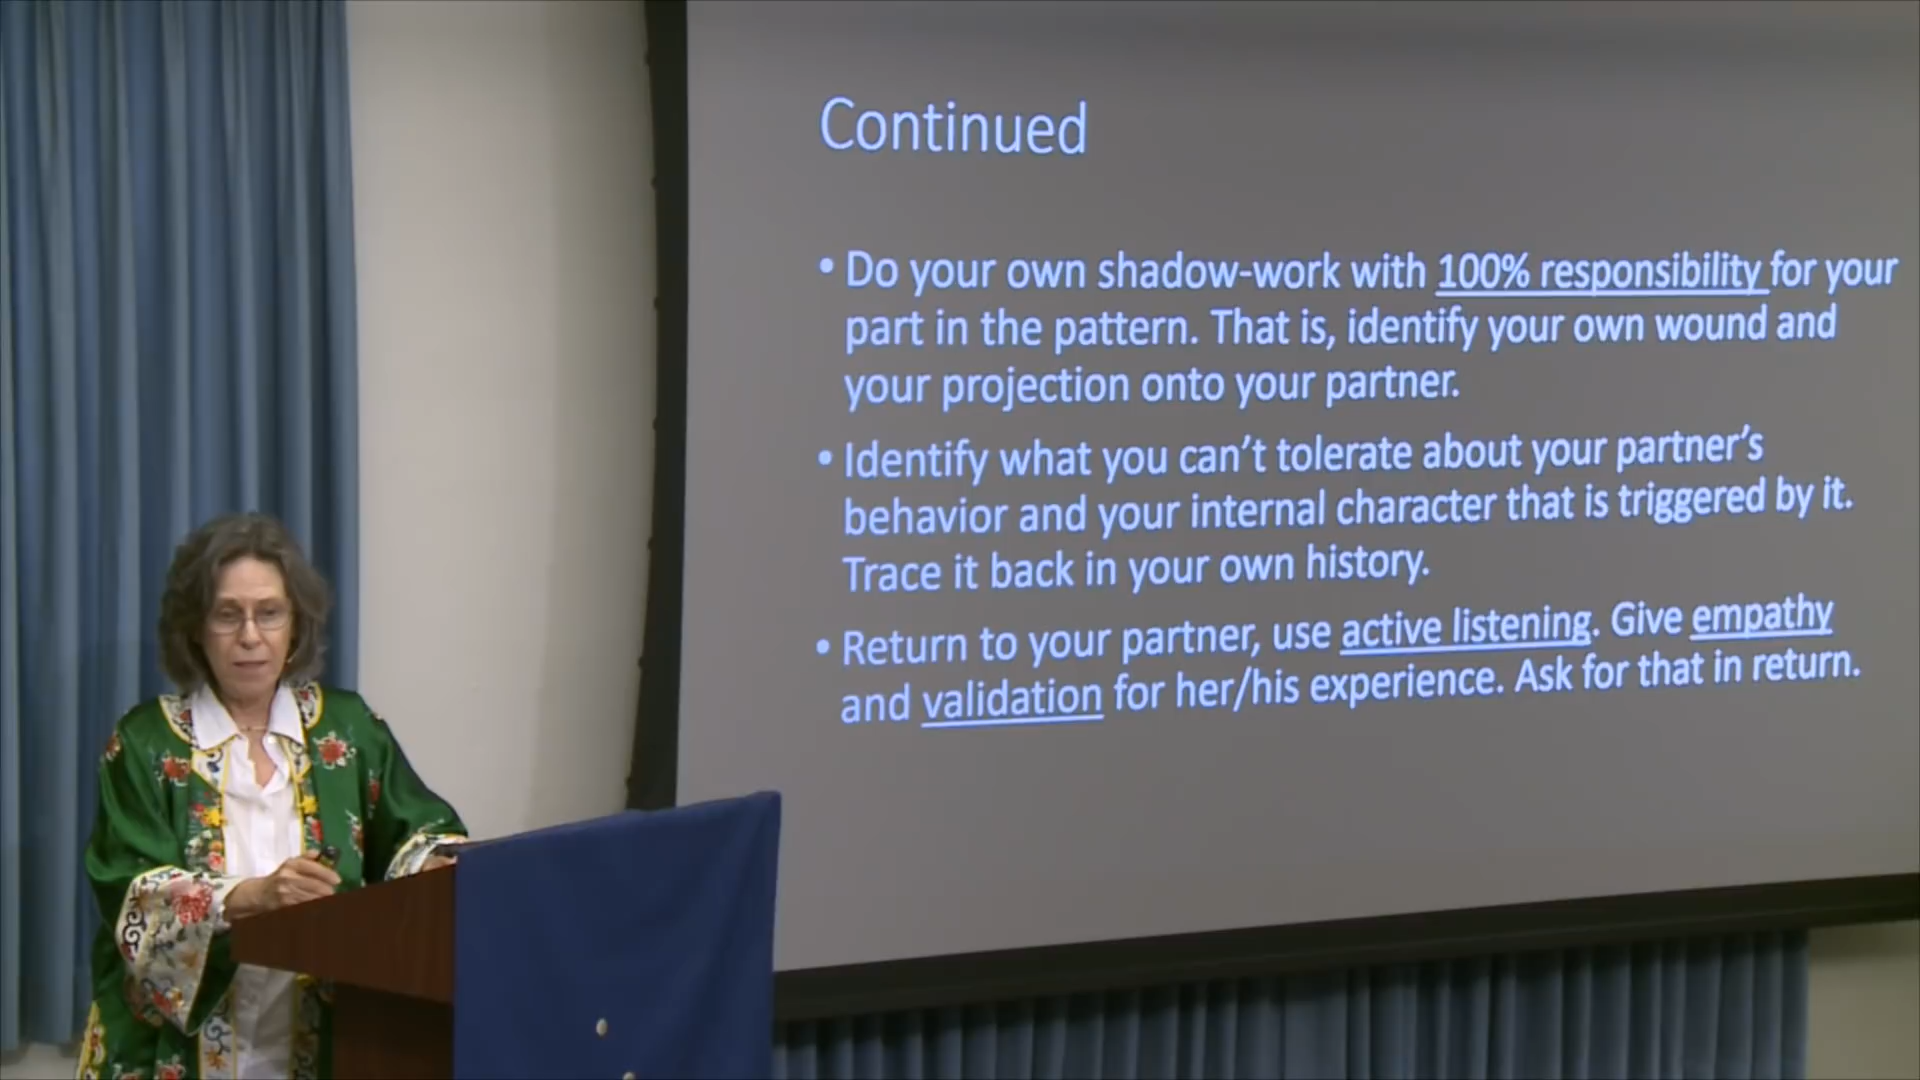 Continued
• Do your own shadow-work with 100% responsibility for your
part in the pattern. That is, identify your own wound and
your projection onto your partner.
• Identify what you can’t tolerate about your partner’s
behavior and your internal character that is triggered by it.
Trace it back in your own history.
• Return to your partner, use active listening. Give empathy
and validation for her/his experience. Ask for that in return.